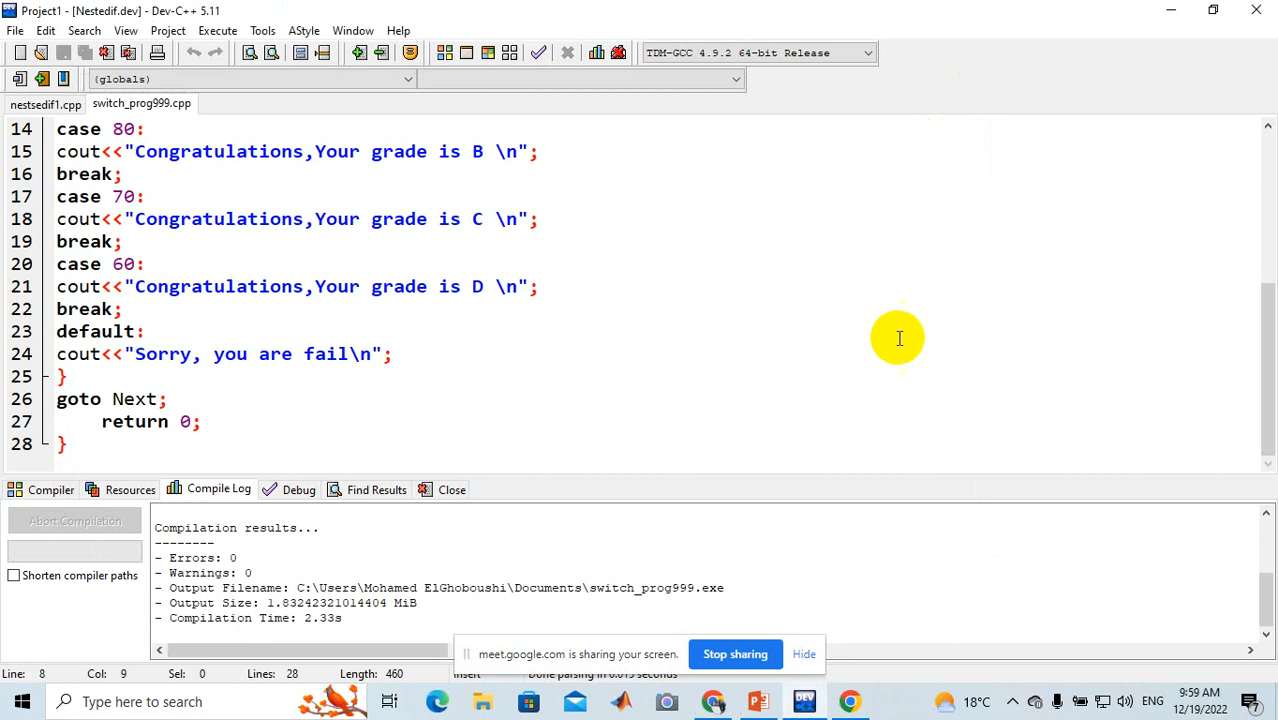 Project1 - [Nestedif.dev] - Dev-C++ 5.11
File Edit Search View Project Execute Tools AStyle Window Help
TDM-GCC 4.9.2 64-bit Release
(globals)
nestsedif1.cpp switch_prog999.cpp
14 case 80:
15 cout<<"Congratulations,Your grade is B \n";
16 break;
17 case 70:
18 cout<<"Congratulations,Your grade is C \n";
19 break;
20 case 60:
21 cout<<"Congratulations,Your grade is D \n";
22 break;
23 default:
24 cout<<"Sorry, you are fail\n";
25 }
26 goto Next;
27 return 0;
28 }
Compiler Resources Compile Log Debug Find Results Close
Abort Compilation
Shorten compiler paths
Compilation results...
--------
- Errors: 0
- Warnings: 0
- Output Filename: C:\Users\Mohamed ElGhoboushi\Documents\switch_prog999.exe
- Output Size: 1.83242321014404 MiB
- Compilation Time: 2.33s
meet.google.com is sharing your screen. Stop sharing Hide
Line: 8 Col: 9 Sel: 0 Lines: 28 Length: 460 Insert Done parsing in 0.015 seconds
Type here to search
18°C ENG 9:59 AM
12/19/2022
7